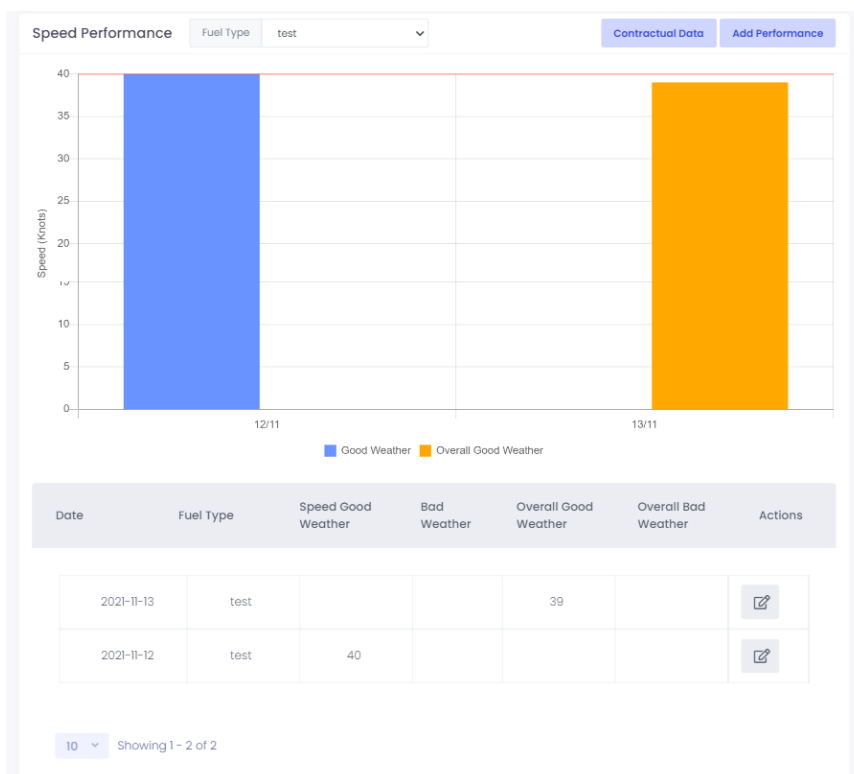 Speed Performance Fuel Type test Contractual Data Add Performance
40
35
30
25
20
10
5
0
Speed (Knots)
12/11 13/11
Good Weather Overall Good Weather
Date Fuel Type Speed Good Weather Bad Weather Overall Good Weather Overall Bad Weather Actions
2021-11-13 test 39
2021-11-12 test 40
10 Showing 1 - 2 of 2